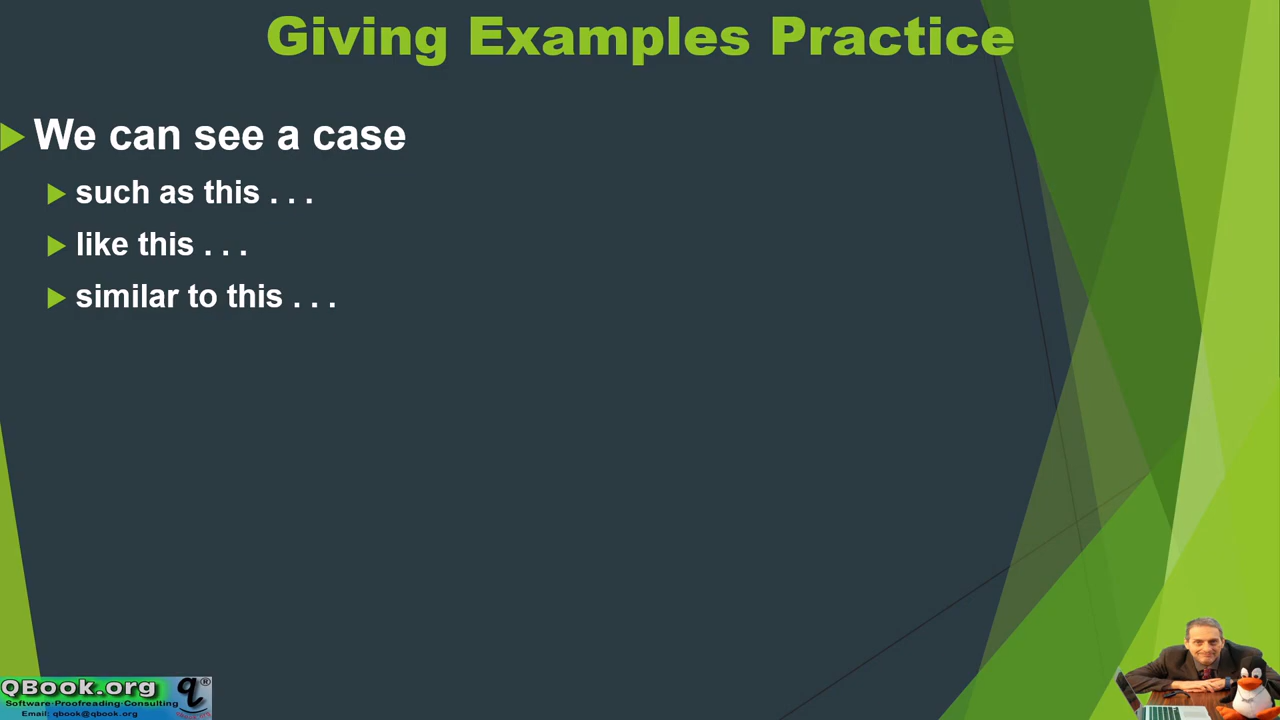 Giving Examples Practice
We can see a case
such as this . . .
like this . . .
similar to this . . .
QBook.org
q®
Software·Proofreading·Consulting
Email: qbook@qbook.org